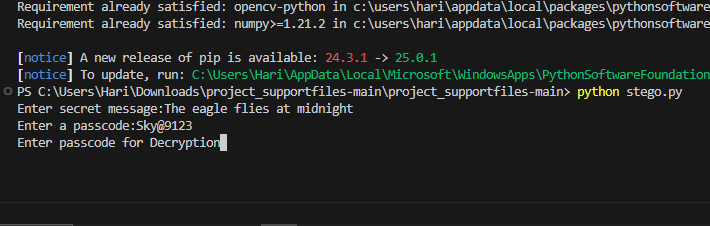 Requirement already satisfied: opencv-python in c:\users\hari\appdata\local\packages\pythonsoftware
Requirement already satisfied: numpy>=1.21.2 in c:\users\hari\appdata\local\packages\pythonsoftware
[notice] A new release of pip is available: 24.3.1 -> 25.0.1
[notice] To update, run: C:\Users\Hari\AppData\Local\Microsoft\WindowsApps\PythonSoftwareFoundation
PS C:\Users\Hari\Downloads\project_supportfiles-main\project_supportfiles-main> python stego.py
Enter secret message:The eagle flies at midnight
Enter a passcode:Sky@9123
Enter passcode for Decryption